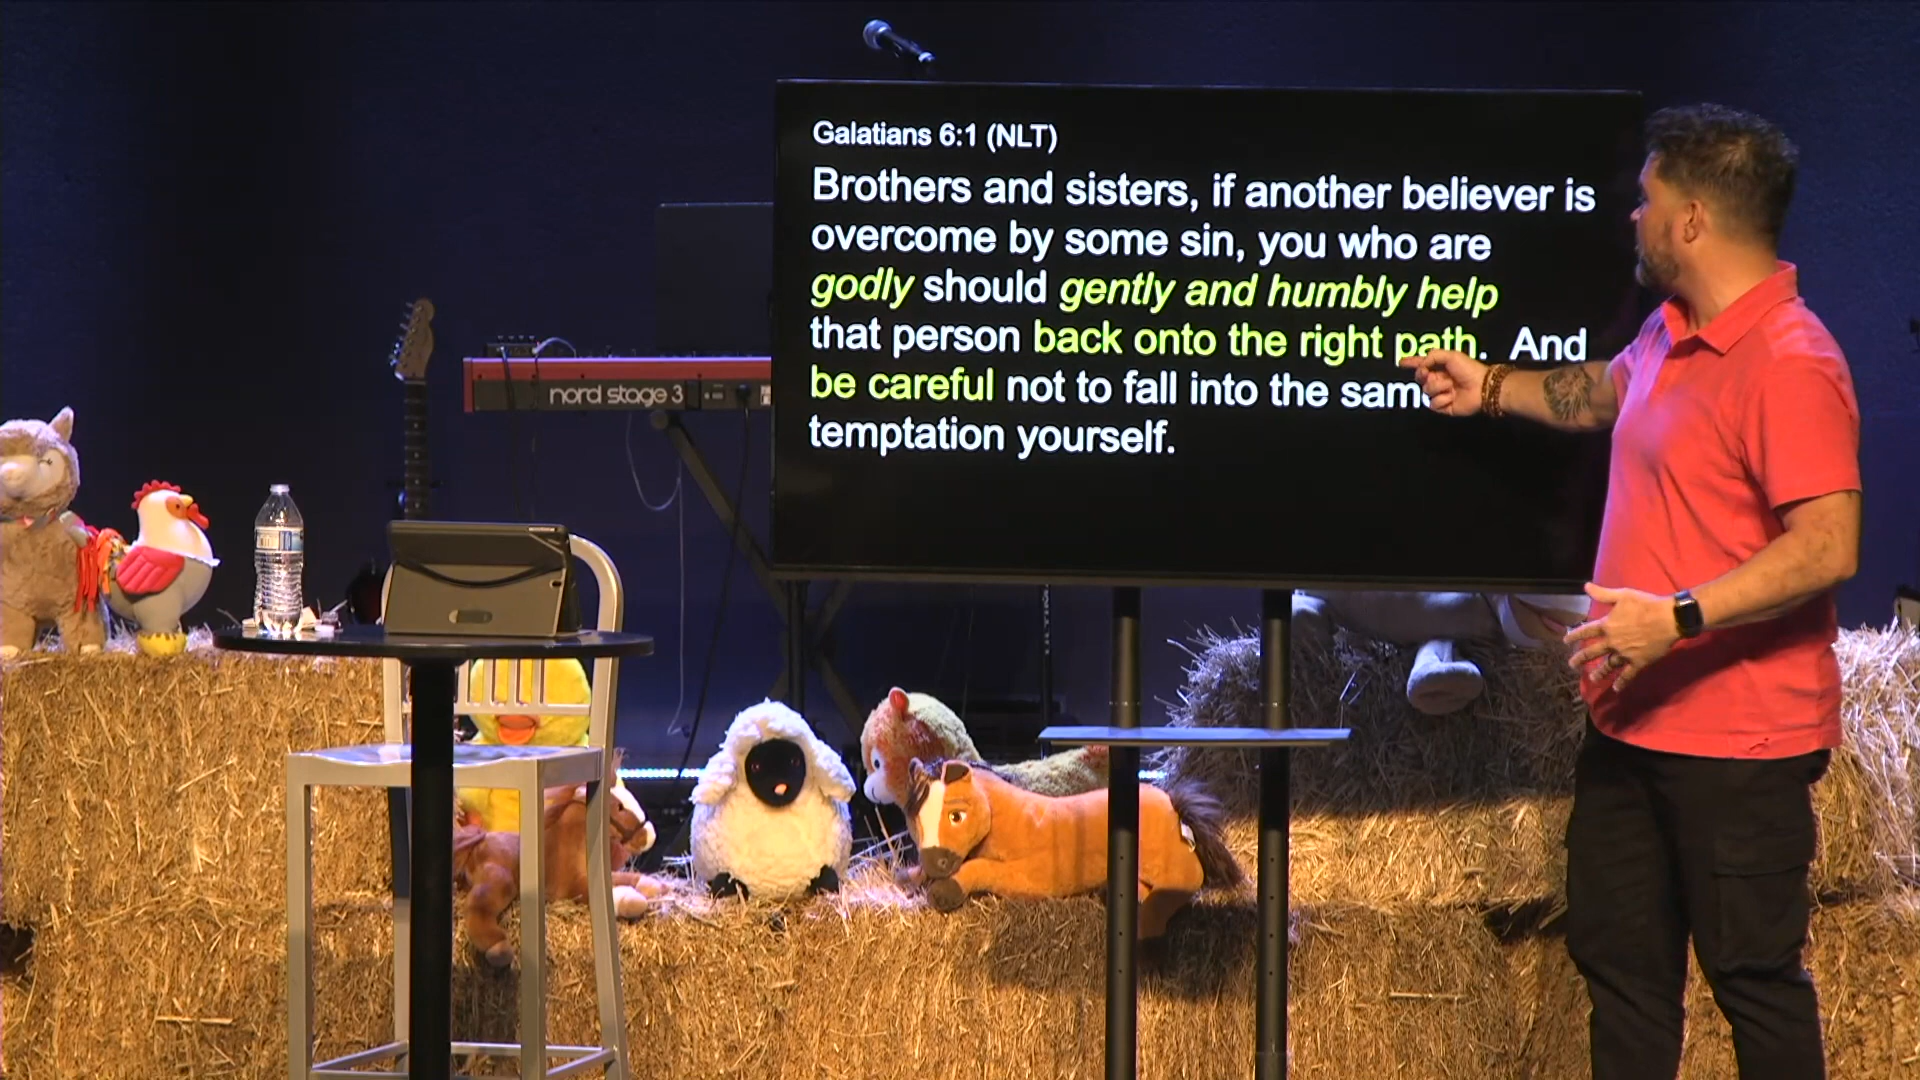 Galatians 6:1 (NLT)
Brothers and sisters, if another believer is
overcome by some sin, you who are
godly should gently and humbly help
that person back onto the right path. And
be careful not to fall into the same
temptation yourself.
nord stage 3